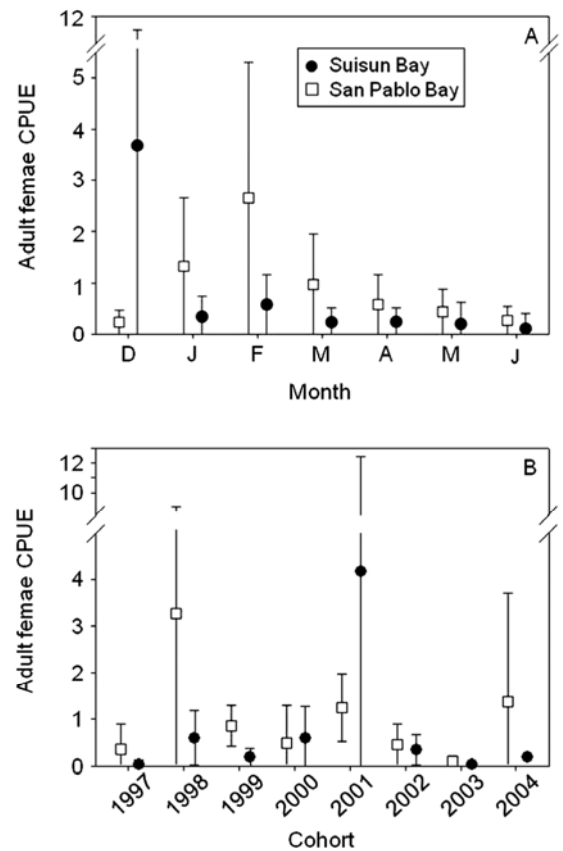 12
A
Suisun Bay
San Pablo Bay
5
4
3
2
1
0
Adult femae CPUE
D J F M A M J
Month
12
B
10
4
3
2
1
0
Adult femae CPUE
1997 1998 1999 2000 2001 2002 2003 2004
Cohort